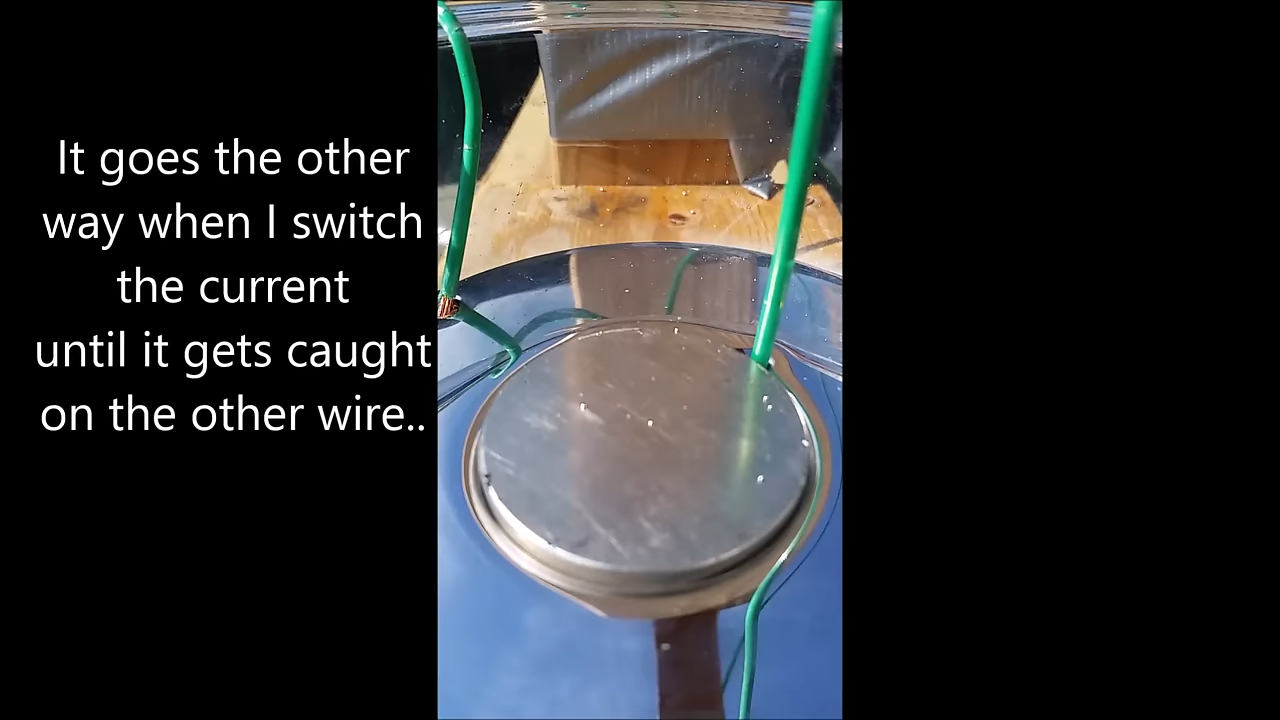 It goes the other
way when I switch
the current
until it gets caught
on the other wire..